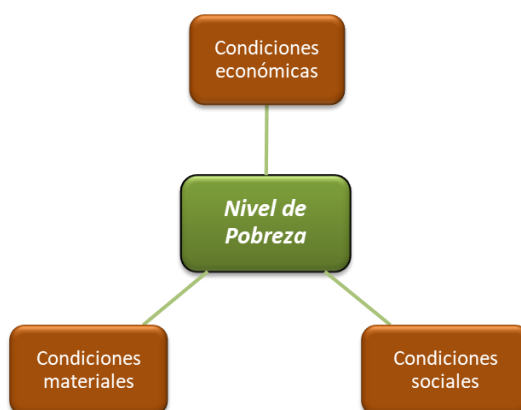 Condiciones
económicas
Nivel de
Pobreza
Condiciones
materiales
Condiciones
sociales